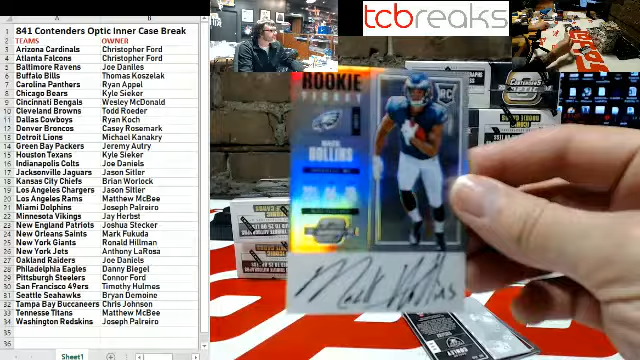 A B
841 Contenders Optic Inner Case Break
TEAMS OWNER
Arizona Cardinals Christopher Ford
Atlanta Falcons Christopher Ford
Baltimore Ravens Joe Daniles
Buffalo Bills Thomas Koszelak
Carolina Panthers Ryan Appel
Chicago Bears Kylo Sieker
Cincinnati Bengals Wesley McDonald
Cleveland Browns Todd Roeder
Dallas Cowboys Ryan Koch
Denver Broncos Casey Rosemark
Detroit Lions Michael Kanakry
Green Bay Packers Jeremy Autry
Houston Texans Kyle Sieker
Indianapolis Colts Joe Daniels
Jacksonville Jaguars Jason Sitler
Kansas City Chiefs Brian Worlock
Los Angeles Chargers Jason Sitler
Los Angeles Rams Matthew McBee
Miami Dolphins Joseph Palreiro
Minnesota Vikings Jay Herbst
New England Patriots Joshua Stecker
New Orleans Saints Mark Fukuda
New York Giants Ronald Hillman
New York Jets Anthony LaRosa
Oakland Raiders Joe Daniels
Philadelphia Eagles Danny Biegel
Pittsburgh Steelers Connor Ford
San Francisco 49ers Timothy Hulmes
Seattle Seahawks Bryan Demoine
Tampa Bay Buccaneers Chris Johnson
Tennesse Titans Matthew McBee
Washington Redskins Joseph Palreiro
Sheet1
tcbreaks
ROOKIE
MACK
HOLLINS
RC
Mack Hollins